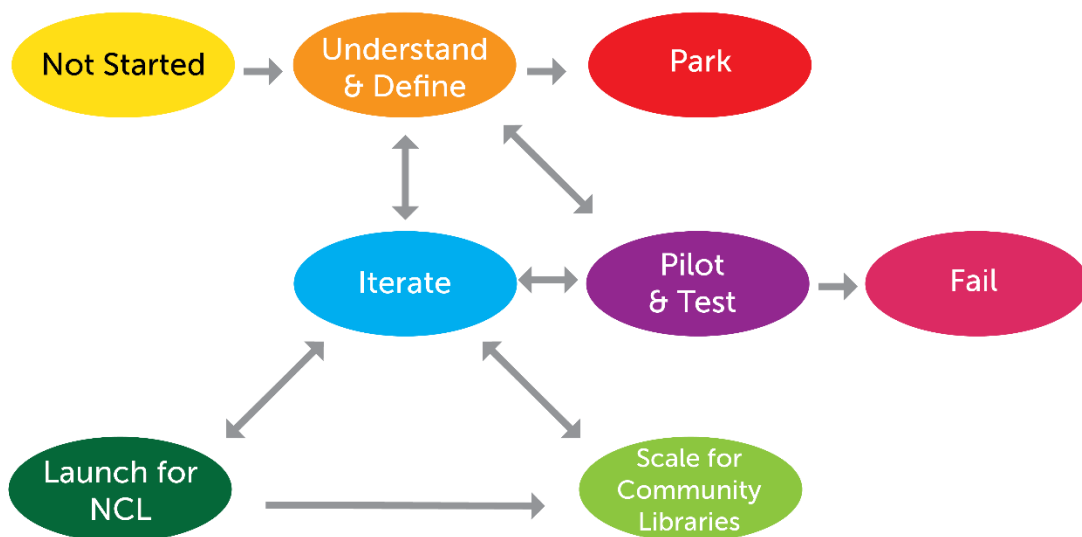 Not Started
Understand
& Define
Park
Iterate
Pilot
& Test
Fail
Launch for
NCL
Scale for
Community
Libraries